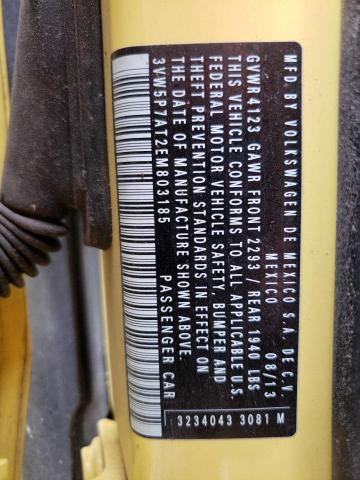 MFD BY VOLKSWAGEN DE MEXICO S.A. DE C.V.
MEXICO 08/13
GVWR 4123 GAWR FRONT 2293 / REAR 1940 LBS
THIS VEHICLE CONFORMS TO ALL APPLICABLE U.S.
FEDERAL MOTOR VEHICLE SAFETY, BUMPER AND
THEFT PREVENTION STANDARDS IN EFFECT ON
THE DATE OF MANUFACTURE SHOWN ABOVE.
3VW5P7AT2EM803185 PASSENGER CAR
3234043 3081 M